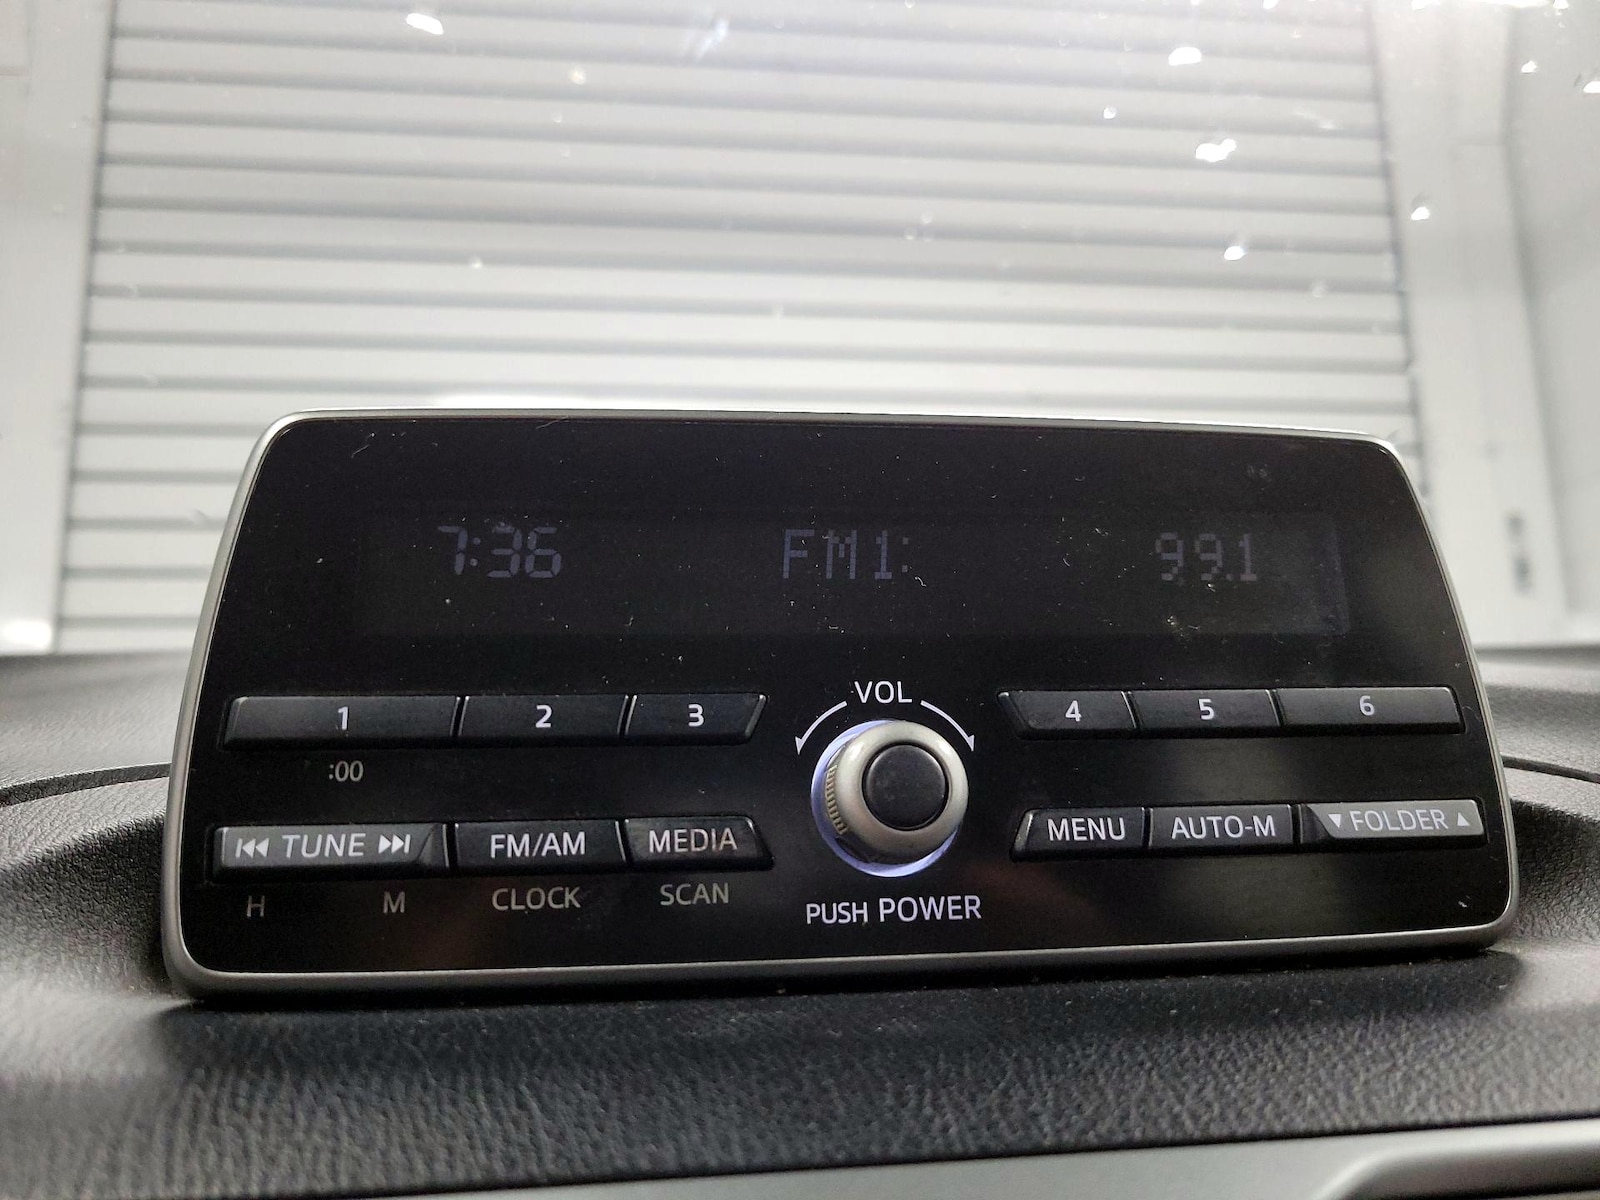 7:36 FM1: 99.1
VOL
1 2 3 4 5 6
:00
⏮ TUNE ⏭ FM/AM MEDIA MENU AUTO-M ▼ FOLDER ▲
H M CLOCK SCAN
PUSH POWER